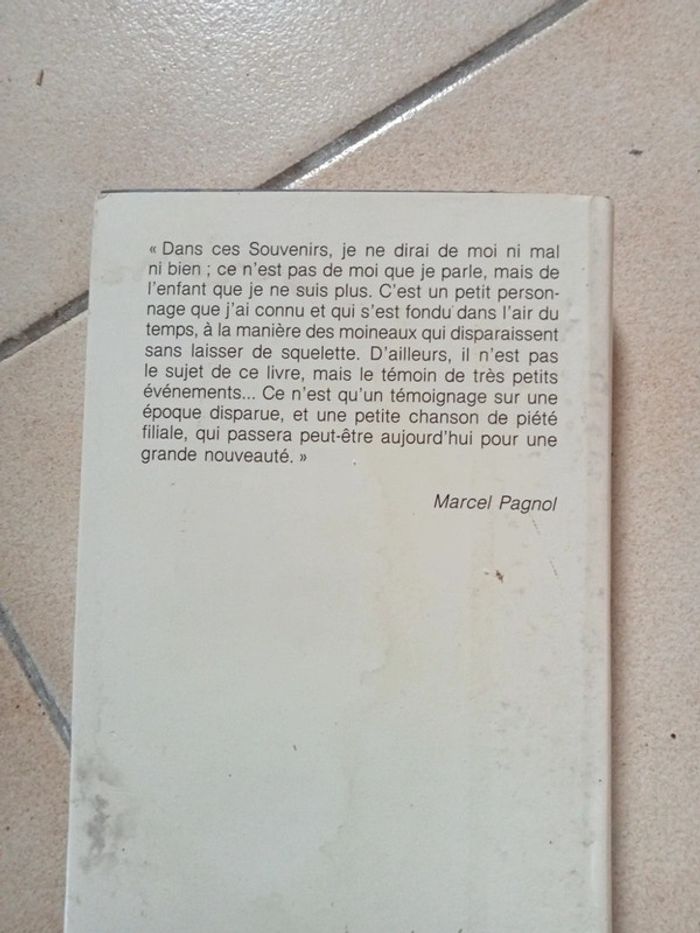 « Dans ces Souvenirs, je ne dirai de moi ni mal
ni bien ; ce n'est pas de moi que je parle, mais de
l'enfant que je ne suis plus. C'est un petit person-
nage que j'ai connu et qui s'est fondu dans l'air du
temps, à la manière des moineaux qui disparaissent
sans laisser de squelette. D'ailleurs, il n'est pas
le sujet de ce livre, mais le témoin de très petits
événements... Ce n'est qu'un témoignage sur une
époque disparue, et une petite chanson de piété
filiale, qui passera peut-être aujourd'hui pour une
grande nouveauté. »
Marcel Pagnol